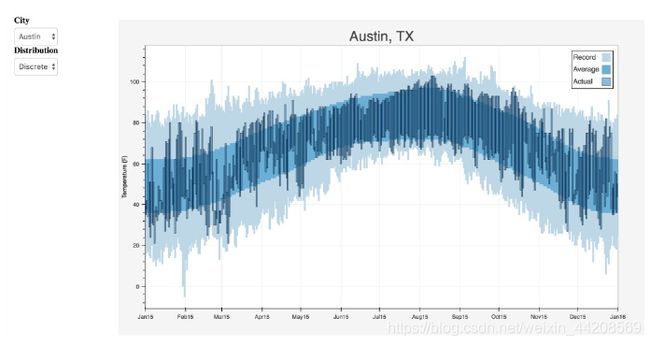 City
Austin
Distribution
Discrete
Austin, TX
Record
Average
Actual
Temperature (F)
100
80
60
40
20
0
Jan15
Feb15
Mar15
Apr15
May15
Jun15
Jul15
Aug15
Sep15
Oct15
Nov15
Dec15
Jan16
https://blog.csdn.net/weixin_44208569